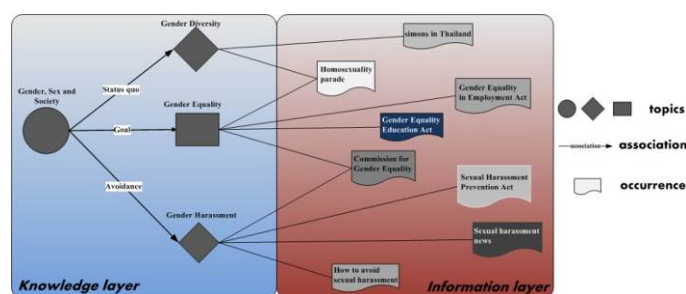 Gender Diversity
simons in Thailand
Homosexuality
parade
Gender, Sex and
Society
Status quo
Gender Equality
Gender Equality
in Employment Act
topics
Goal
Gender Equality
Education Act
association
association
Commission for
Gender Equality
Avoidance
Sexual Harassment
Prevention Act
occurrence
Gender Harassment
Sexual harassment
news
How to avoid
sexual harassment
Knowledge layer
Information layer